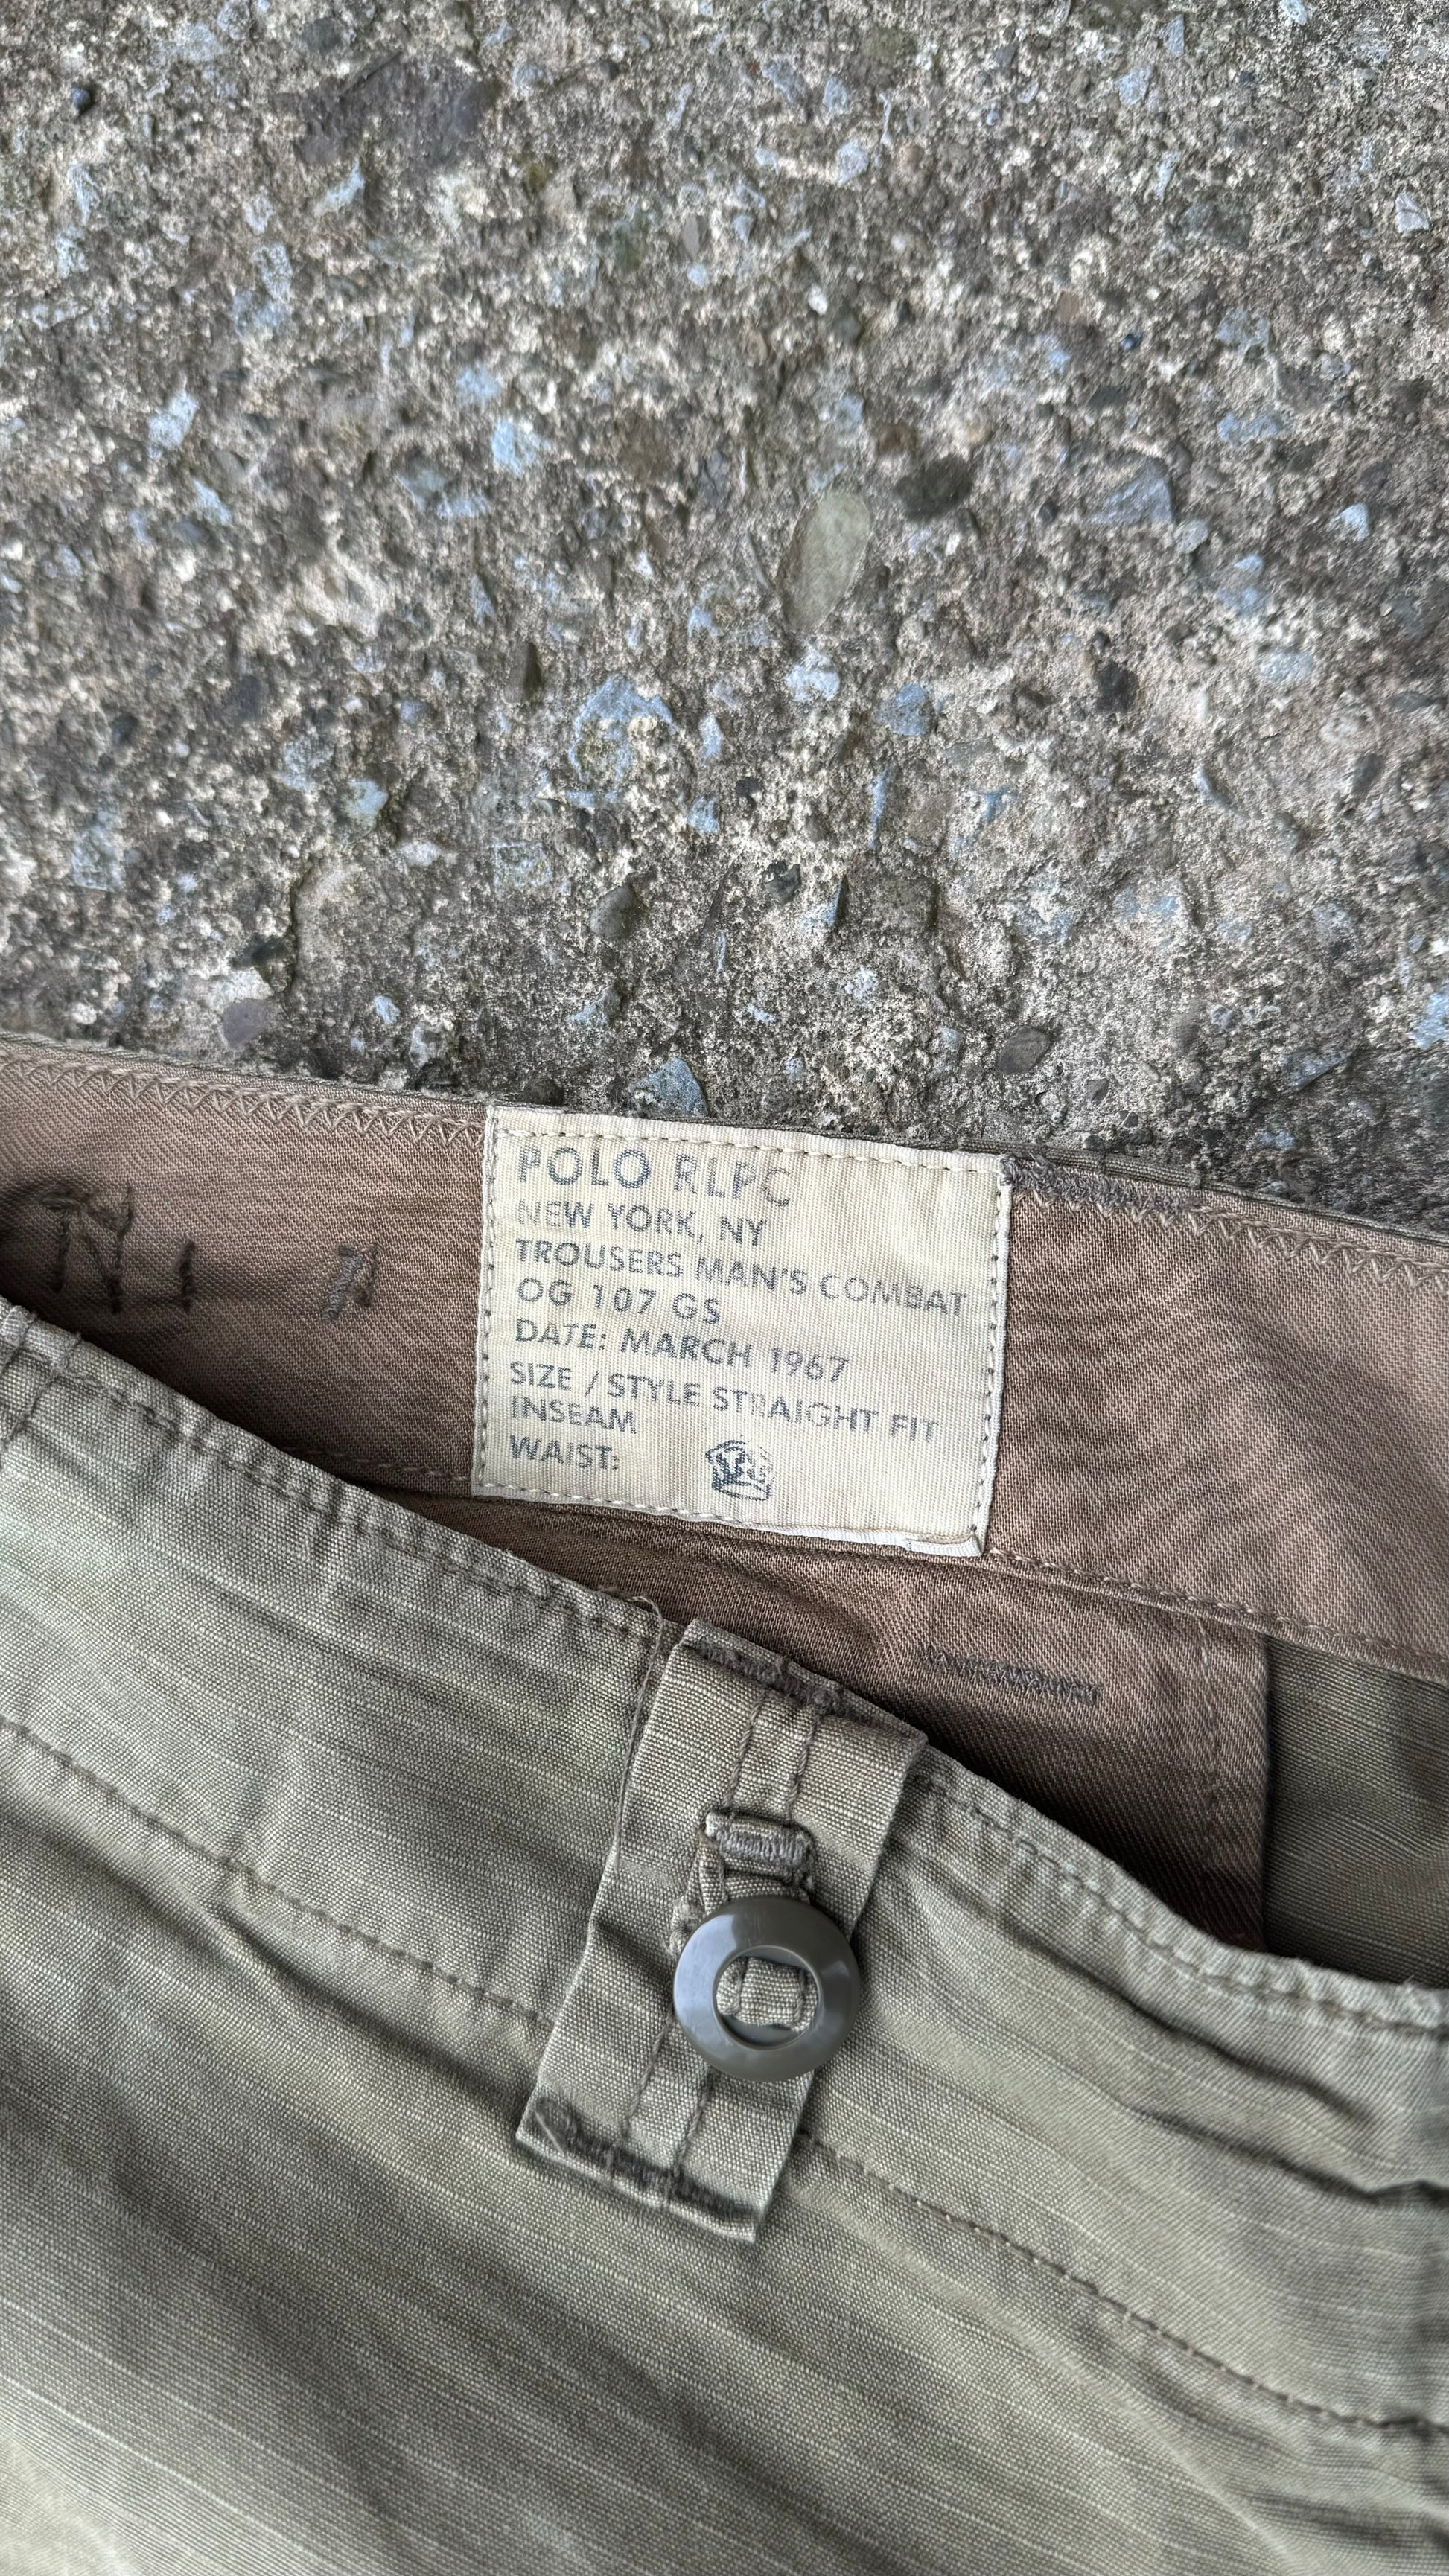 POLO RLPC
NEW YORK, NY
TROUSERS MAN'S COMBAT
OG 107 GS
DATE: MARCH 1967
SIZE / STYLE STRAIGHT FIT
INSEAM
WAIST: